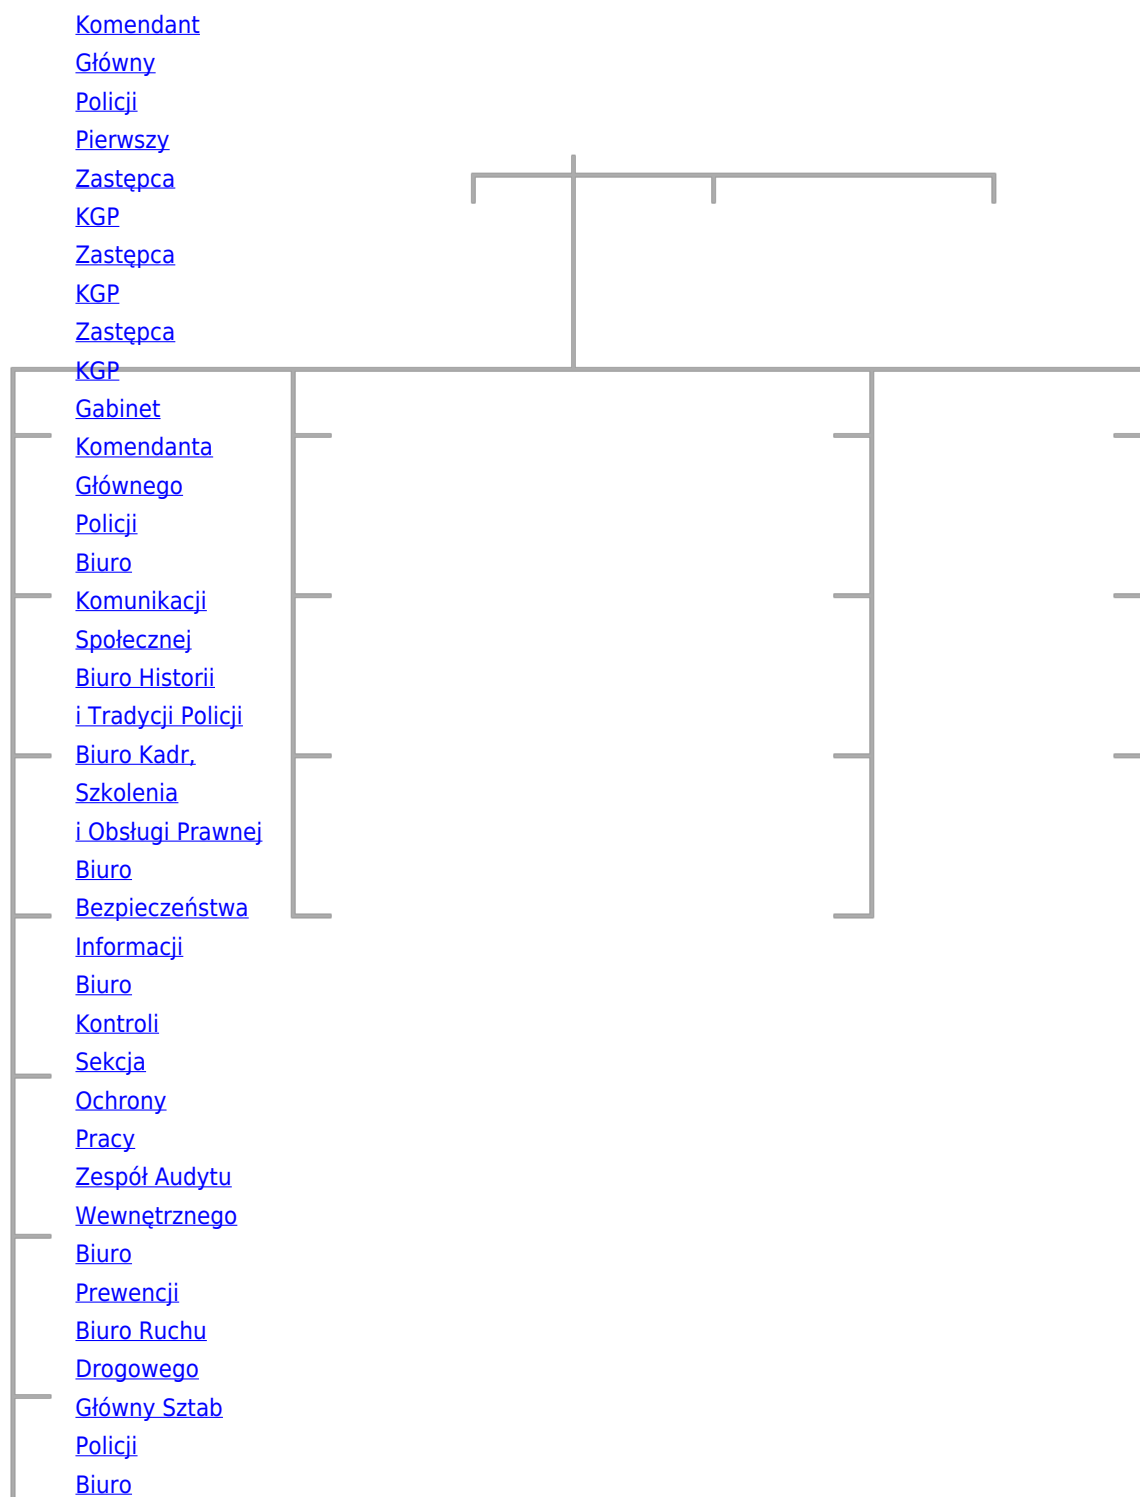 Komendant
Główny
Policji
Pierwszy
Zastępca
KGP
Zastępca
KGP
Zastępca
KGP
Gabinet
Komendanta
Głównego
Policji
Biuro
Komunikacji
Społecznej
Biuro Historii
i Tradycji Policji
Biuro Kadr,
Szkolenia
i Obsługi Prawnej
Biuro
Bezpieczeństwa
Informacji
Biuro
Kontroli
Sekcja
Ochrony
Pracy
Zespół Audytu
Wewnętrznego
Biuro
Prewencji
Biuro Ruchu
Drogowego
Główny Sztab
Policji
Biuro